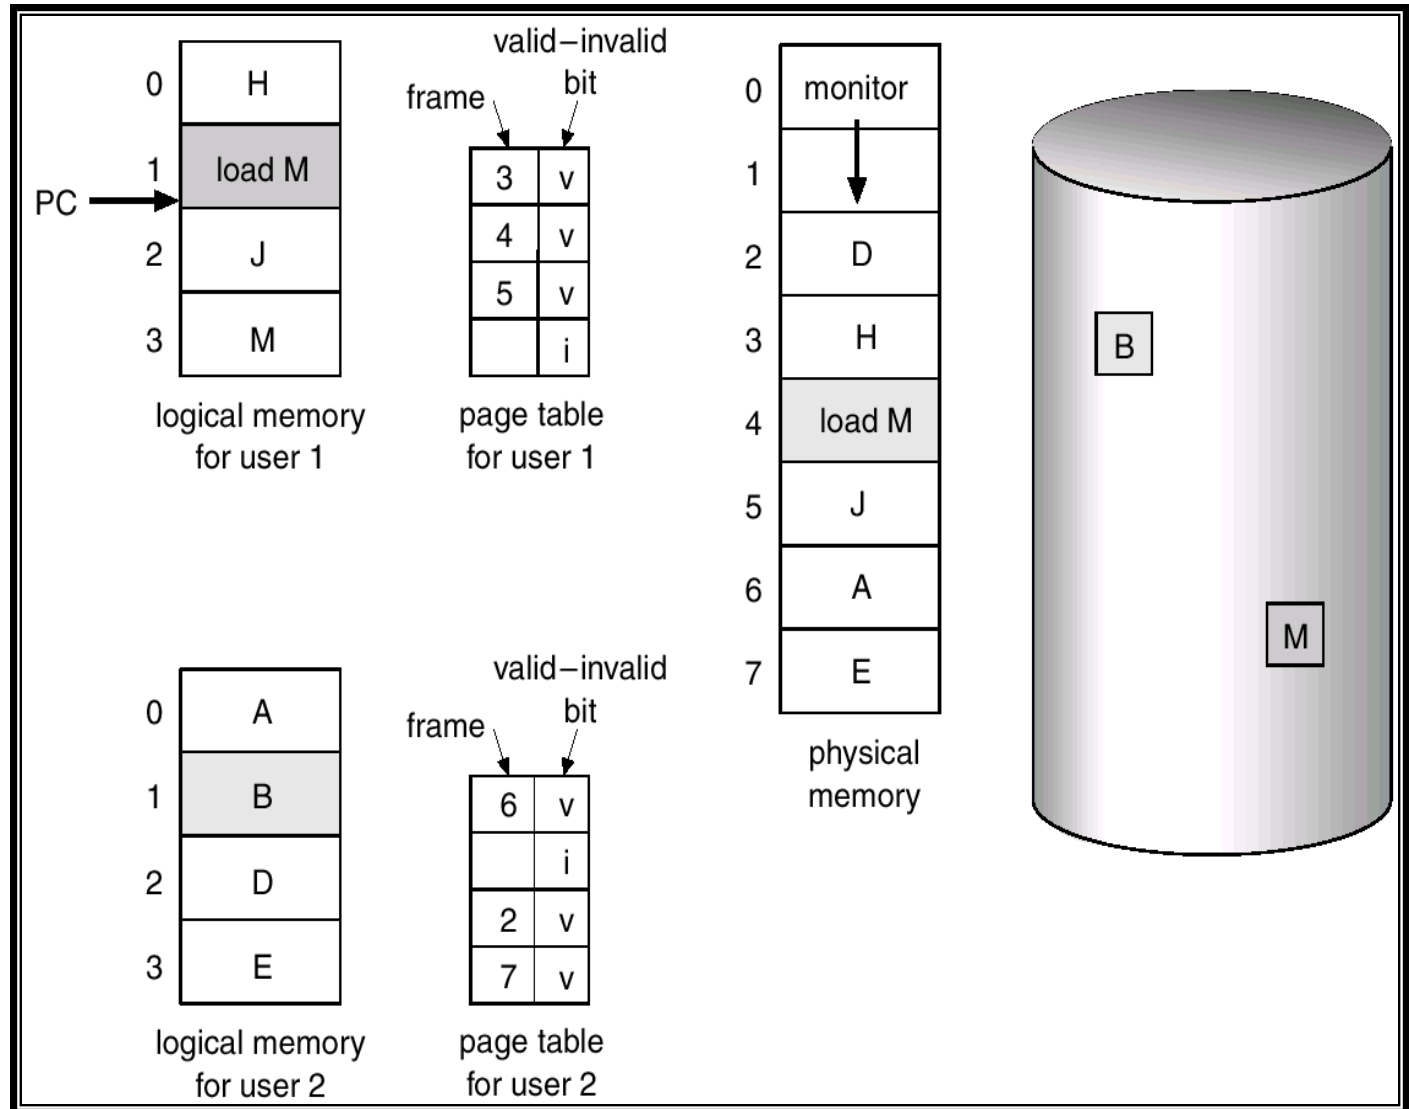 valid–invalid
bit
frame
0 H
1 load M
PC
2 J
3 M
3 v
4 v
5 v
i
logical memory
for user 1
page table
for user 1
0 monitor
1
2 D
3 H
4 load M
5 J
6 A
7 E
physical
memory
B
M
valid–invalid
bit
frame
0 A
1 B
2 D
3 E
6 v
i
2 v
7 v
logical memory
for user 2
page table
for user 2